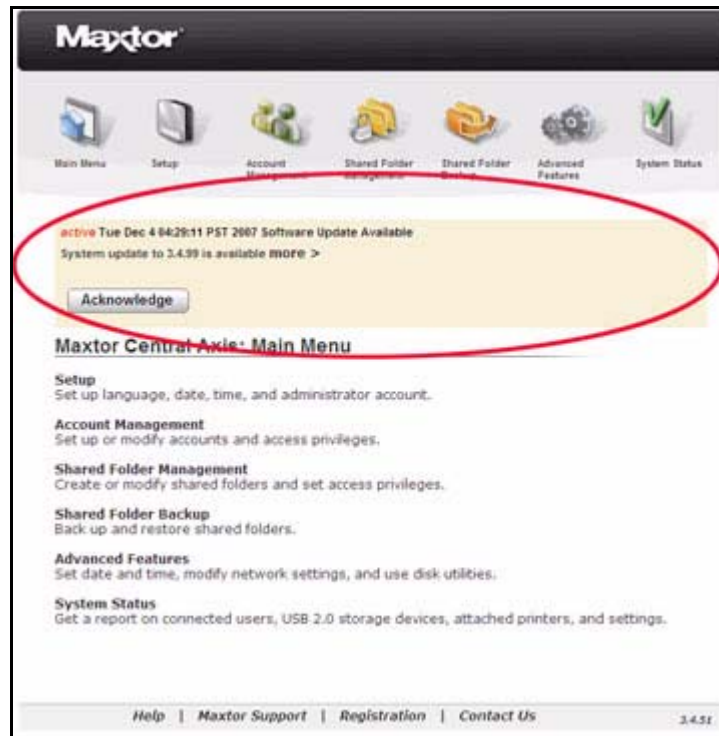 Maxtor
Main Menu
Setup
Account Management
Shared Folder Management
Shared Folder Backup
Advanced Features
System Status
active Tue Dec 4 04:29:11 PST 2007 Software Update Available
System update to 3.4.99 is available more >
Acknowledge
Maxtor Central Axis: Main Menu
Setup
Set up language, date, time, and administrator account.
Account Management
Set up or modify accounts and access privileges.
Shared Folder Management
Create or modify shared folders and set access privileges.
Shared Folder Backup
Back up and restore shared folders.
Advanced Features
Set date and time, modify network settings, and use disk utilities.
System Status
Get a report on connected users, USB 2.0 storage devices, attached printers, and settings.
Help | Maxtor Support | Registration | Contact Us
3.4.51